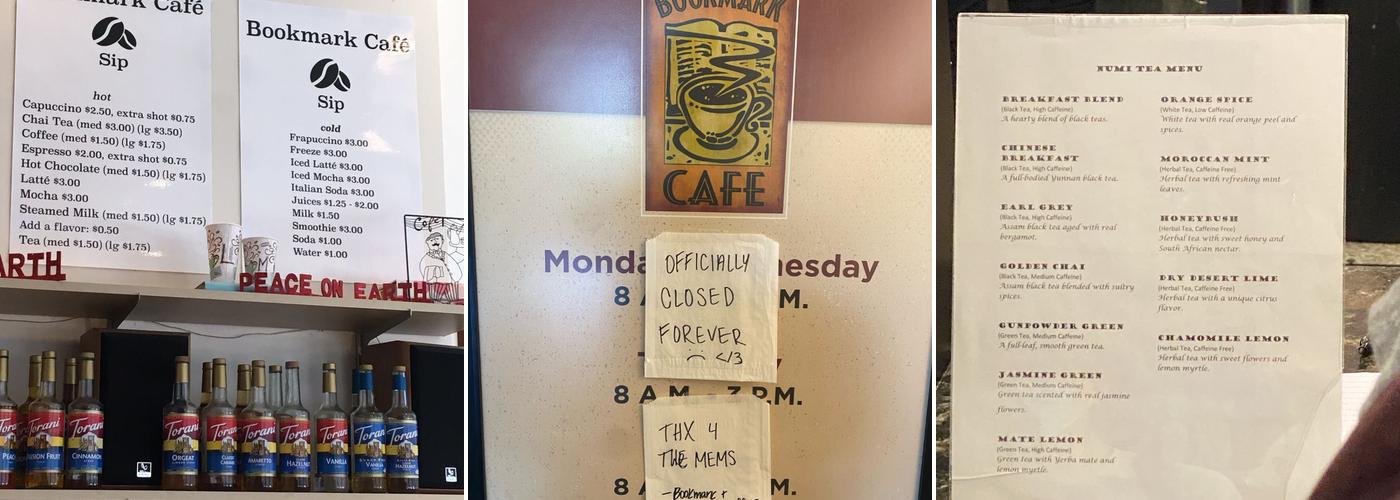 Bookmark Café
Sip
hot
Capuccino $2.50, extra shot $0.75
Chai Tea (med $3.00) (lg $3.50)
Coffee (med $1.50) (lg $1.75)
Espresso $2.00, extra shot $0.75
Hot Chocolate (med $1.50) (lg $1.75)
Latté $3.00
Mocha $3.00
Steamed Milk (med $1.50) (lg $1.75)
Add a flavor: $0.50
Tea (med $1.50) (lg $1.75)
Bookmark Café
Sip
cold
Frapuccino $3.00
Freeze $3.00
Iced Latté $3.00
Iced Mocha $3.00
Italian Soda $3.00
Juices $1.25 - $2.00
Milk $1.50
Smoothie $3.00
Soda $1.00
Water $1.00
Café
ARTH
PEACE ON EARTH
Torani
Torani
Torani
Torani
Torani
Torani
Torani
Torani
Torani
CINNAMON
ORGEAT
CLASSIC CARAMEL
AMARETTO
HAZELNUT
VANILLA
VANILLA
HAZELNUT
BOOKMARK
CAFE
OFFICIALLY
CLOSED
FOREVER
</3
Monda nesday
8 M.
8 A.M. - 7 P.M.
THX 4
THE MEMS
- Bookmark +
8 M.
NUMI TEA MENU
BREAKFAST BLEND
(Black Tea, High Caffeine)
A hearty blend of black teas.
CHINESE
BREAKFAST
(Black Tea, High Caffeine)
A full-bodied Yunnan black tea.
EARL GREY
(Black Tea, High Caffeine)
Assam black tea aged with real
bergamot.
GOLDEN CHAI
(Black Tea, Medium Caffeine)
Assam black tea blended with sultry
spices.
GUNPOWDER GREEN
(Green Tea, Medium Caffeine)
A full-leaf, smooth green tea.
JASMINE GREEN
(Green Tea, Medium Caffeine)
Green tea scented with real jasmine
flowers.
MATE LEMON
(Green Tea, High Caffeine)
Green tea with Yerba mate and
lemon myrtle.
ORANGE SPICE
(White Tea, Low Caffeine)
White tea with real orange peel and
spices.
MOROCCAN MINT
(Herbal Tea, Caffeine Free)
Herbal tea with refreshing mint
leaves.
HONEYBUSH
(Herbal Tea, Caffeine Free)
Herbal tea with sweet honey and
South African nectar.
DRY DESERT LIME
(Herbal Tea, Caffeine Free)
Herbal tea with a unique citrus
flavor.
CHAMOMILE LEMON
(Herbal Tea, Caffeine Free)
Herbal tea with sweet flowers and
lemon myrtle.